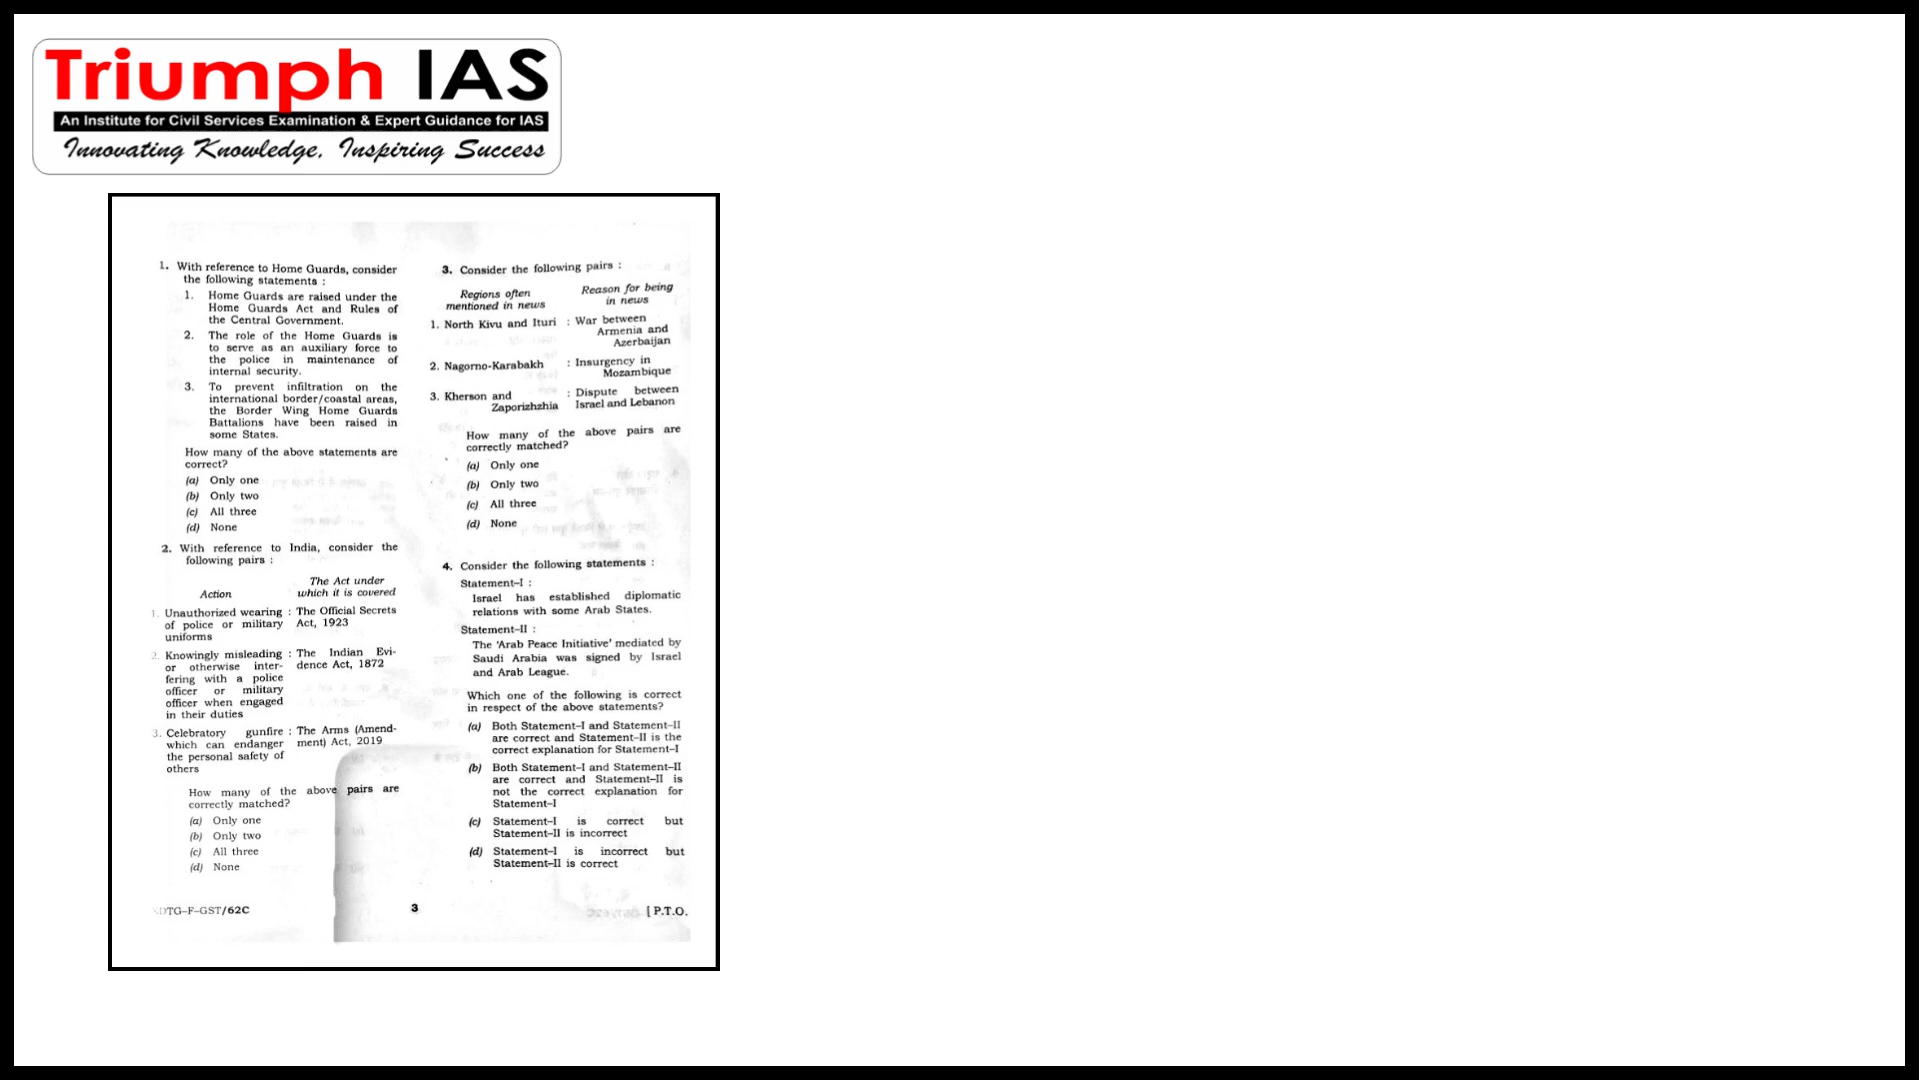 Triumph IAS
An Institute for Civil Services Examination & Expert Guidance for IAS
Innovating Knowledge, Inspiring Success
1. With reference to Home Guards, consider
the following statements :
1. Home Guards are raised under the
Home Guards Act and Rules of
the Central Government.
2. The role of the Home Guards is
to serve as an auxiliary force to
the police in maintenance of
internal security.
3. To prevent infiltration on the
international border/coastal areas,
the Border Wing Home Guards
Battalions have been raised in
some States.
How many of the above statements are
correct?
(a) Only one
(b) Only two
(c) All three
(d) None
2. With reference to India, consider the
following pairs :
The Act under
Action which it is covered
1. Unauthorized wearing : The Official Secrets
of police or military Act, 1923
uniforms
2. Knowingly misleading : The Indian Evi-
or otherwise inter- dence Act, 1872
fering with a police
officer or military
officer when engaged
in their duties
3. Celebratory gunfire : The Arms (Amend-
which can endanger ment) Act, 2019
the personal safety of
others
How many of the above pairs are
correctly matched?
(a) Only one
(b) Only two
(c) All three
(d) None
3. Consider the following pairs :
Regions often Reason for being
mentioned in news in news
1. North Kivu and Ituri : War between
Armenia and
Azerbaijan
2. Nagorno-Karabakh : Insurgency in
Mozambique
3. Kherson and : Dispute between
Zaporizhzhia Israel and Lebanon
How many of the above pairs are
correctly matched?
(a) Only one
(b) Only two
(c) All three
(d) None
4. Consider the following statements :
Statement–I :
Israel has established diplomatic
relations with some Arab States.
Statement–II :
The 'Arab Peace Initiative' mediated by
Saudi Arabia was signed by Israel
and Arab League.
Which one of the following is correct
in respect of the above statements?
(a) Both Statement–I and Statement–II
are correct and Statement–II is the
correct explanation for Statement–I
(b) Both Statement–I and Statement–II
are correct and Statement–II is
not the correct explanation for
Statement–I
(c) Statement–I is correct but
Statement–II is incorrect
(d) Statement–I is incorrect but
Statement–II is correct
DTG–F–GST/62C 3 [ P.T.O.